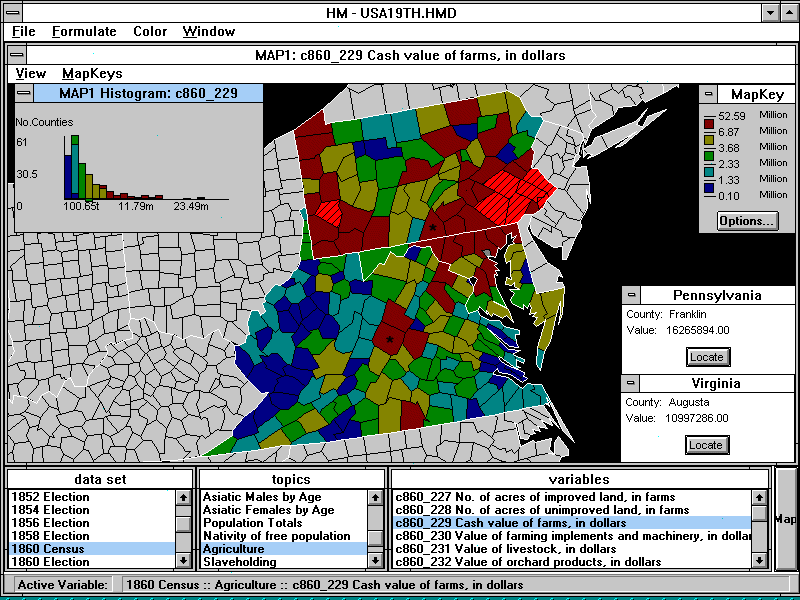 HM - USA19TH.HMD
File Formulate Color Window
MAP1: c860_229 Cash value of farms, in dollars
View MapKeys
MAP1 Histogram: c860_229
No.Counties
61
30.5
0
100.65t 11.79m 23.49m
MapKey
52.59 Million
6.87 Million
3.68 Million
2.33 Million
1.33 Million
0.10 Million
Options...
Pennsylvania
County: Franklin
Value: 16265894.00
Locate
Virginia
County: Augusta
Value: 10997286.00
Locate
data set
1852 Election
1854 Election
1856 Election
1858 Election
1860 Census
1860 Election
topics
Asiatic Males by Age
Asiatic Females by Age
Population Totals
Nativity of free population
Agriculture
Slaveholding
variables
c860_227 No. of acres of improved land, in farms
c860_228 No. of acres of unimproved land, in farms
c860_229 Cash value of farms, in dollars
c860_230 Value of farming implements and machinery, in dollar
c860_231 Value of livestock, in dollars
c860_232 Value of orchard products, in dollars
Map
Active Variable: 1860 Census :: Agriculture :: c860_229 Cash value of farms, in dollars